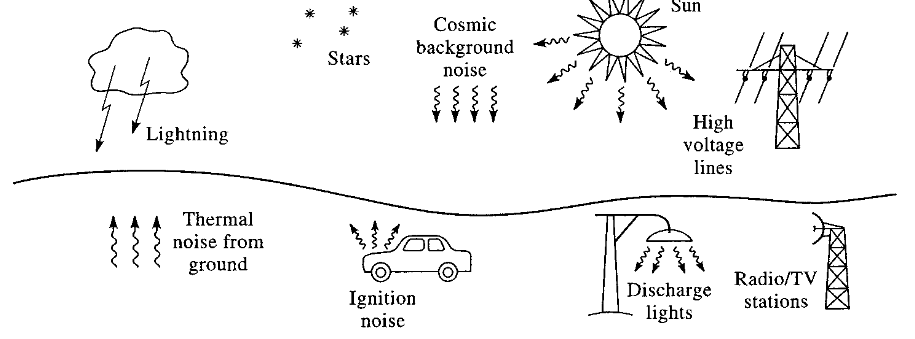 Sun
Cosmic
background
noise
Stars
Lightning
High
voltage
lines
Thermal
noise from
ground
Ignition
noise
Discharge
lights
Radio/TV
stations